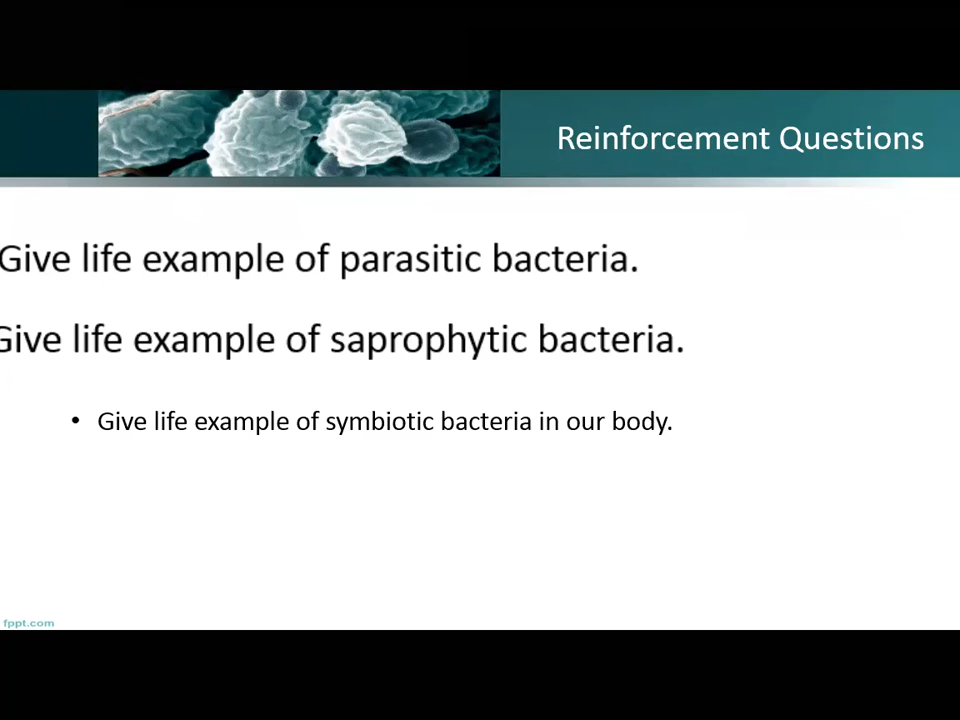 Reinforcement Questions
Give life example of parasitic bacteria.
Give life example of saprophytic bacteria.
• Give life example of symbiotic bacteria in our body.
fppt.com